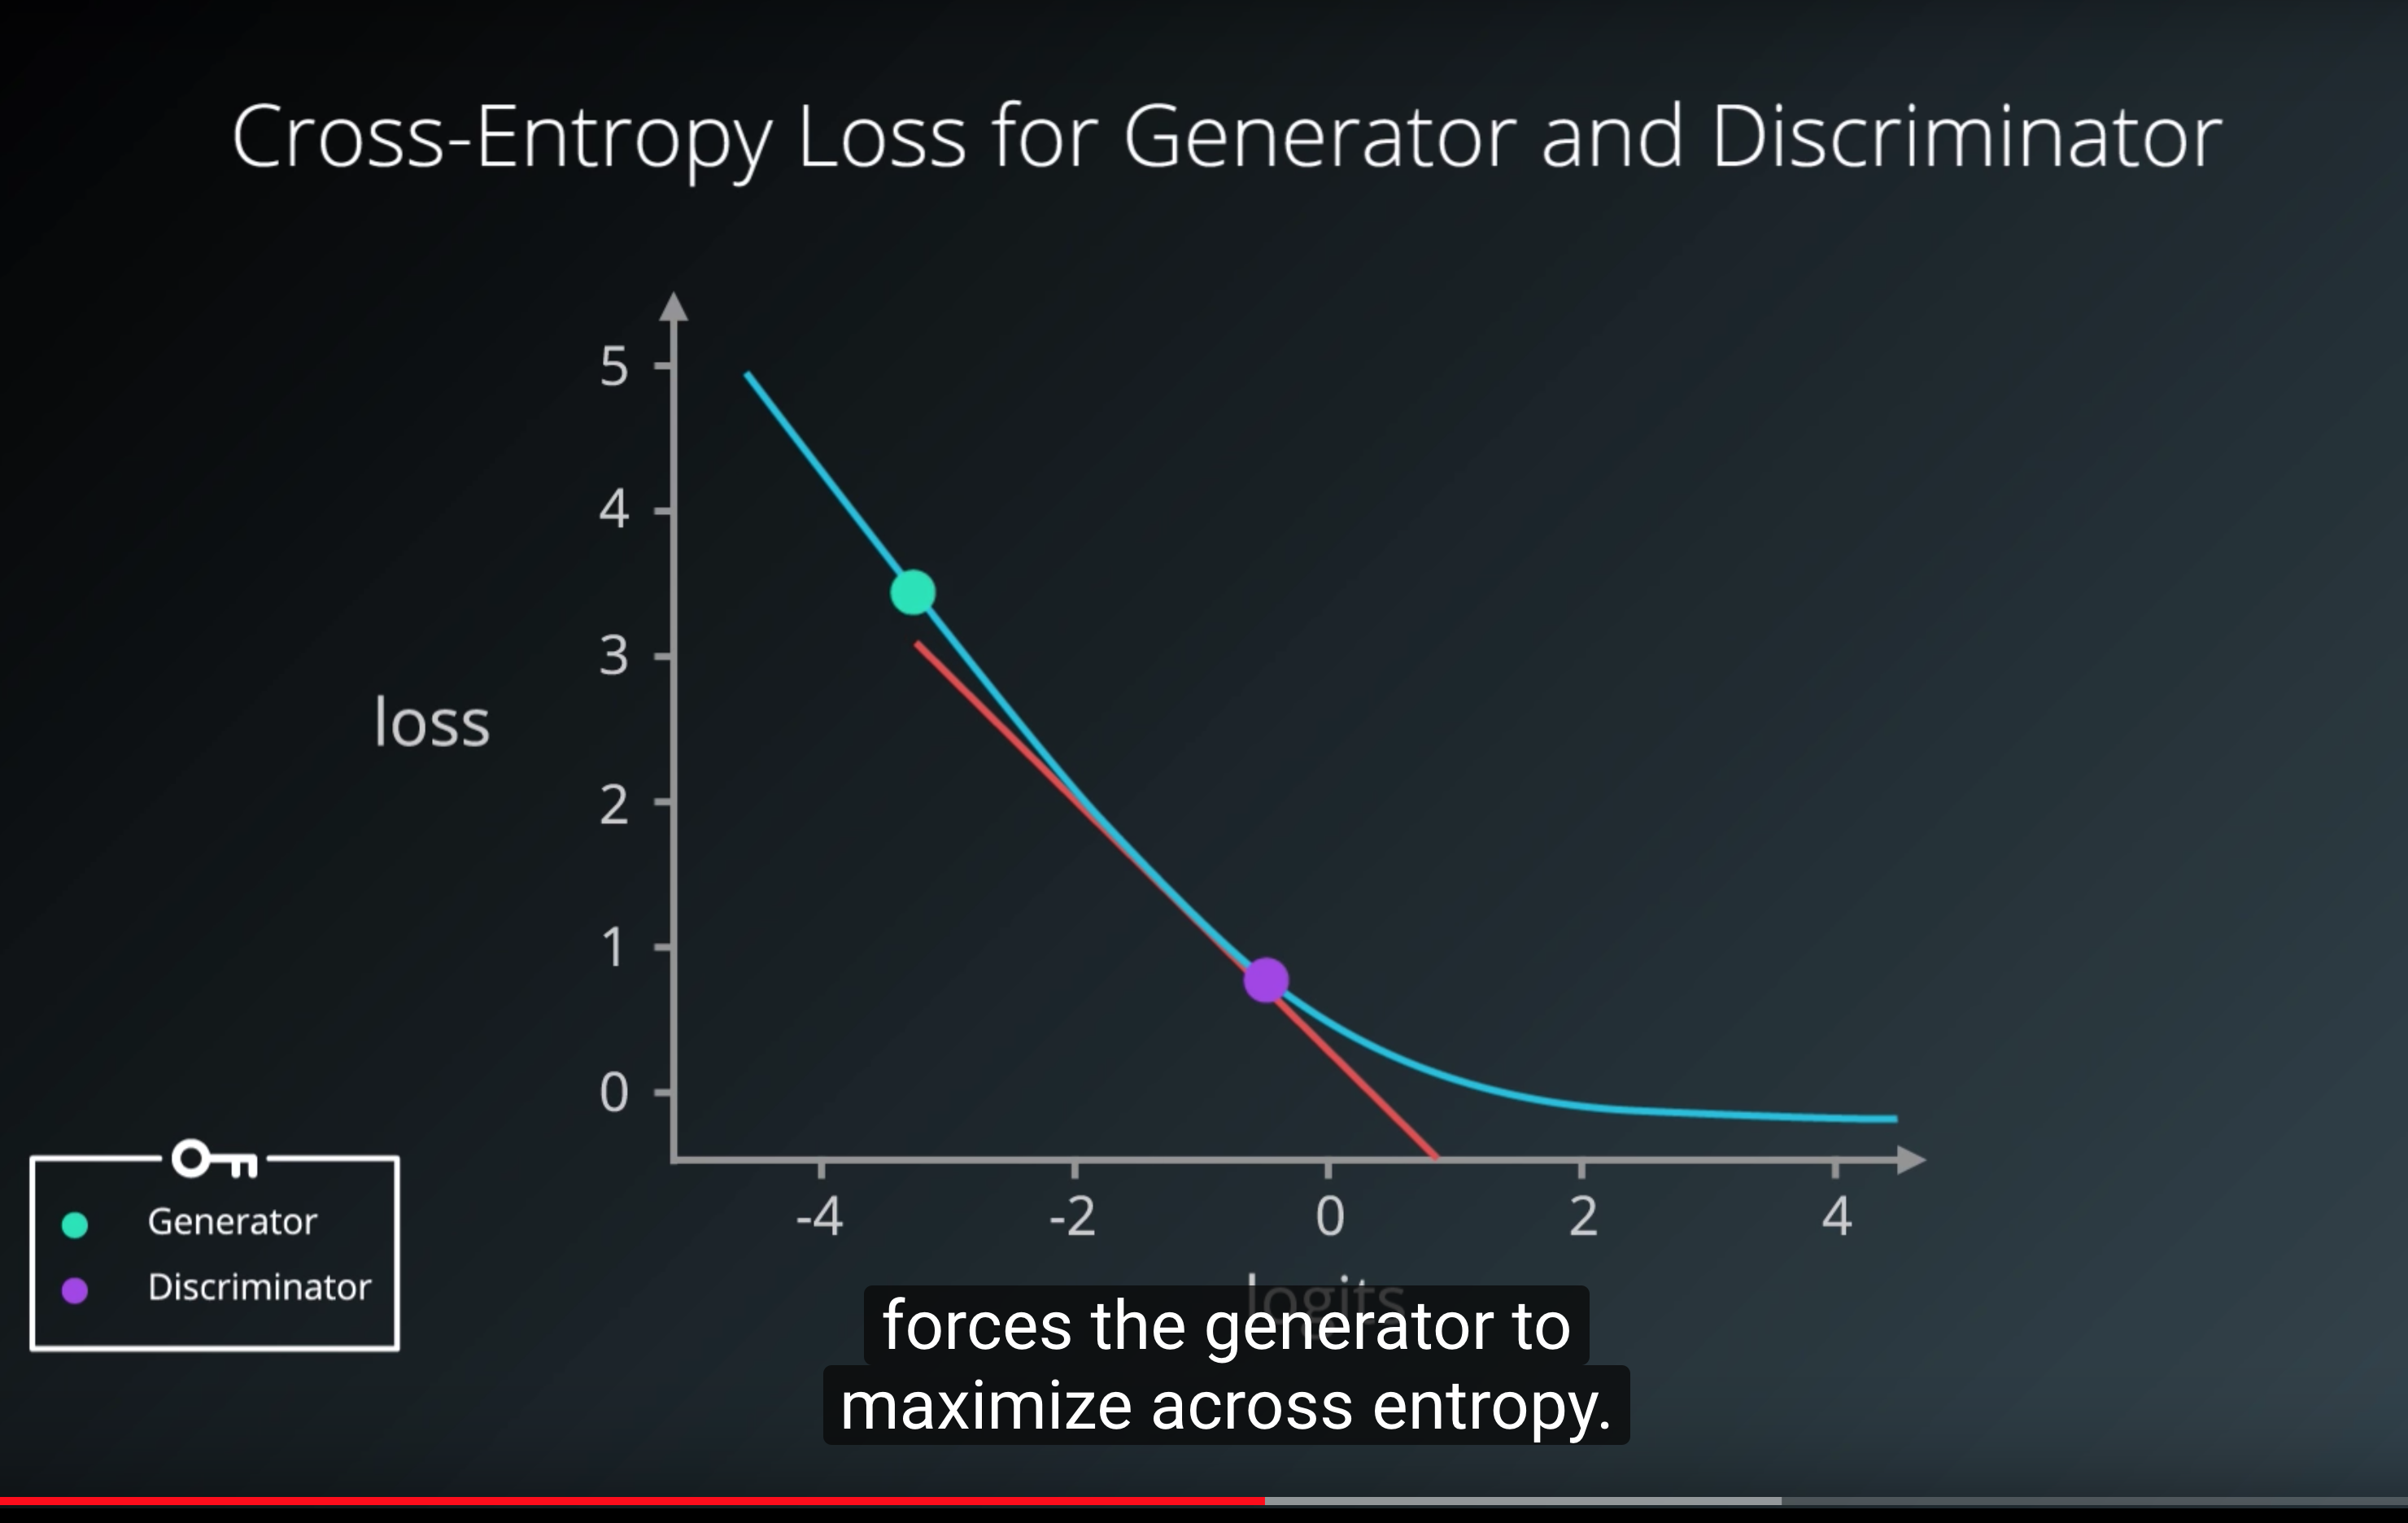 Cross-Entropy Loss for Generator and Discriminator
5
4
3
loss
2
1
0
-4 -2 0 2 4
logits
Generator
Discriminator
forces the generator to
maximize across entropy.